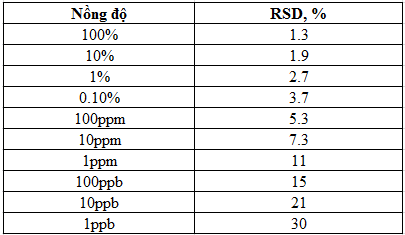 Nồng độ RSD, %
100% 1.3
10% 1.9
1% 2.7
0.10% 3.7
100ppm 5.3
10ppm 7.3
1ppm 11
100ppb 15
10ppb 21
1ppb 30